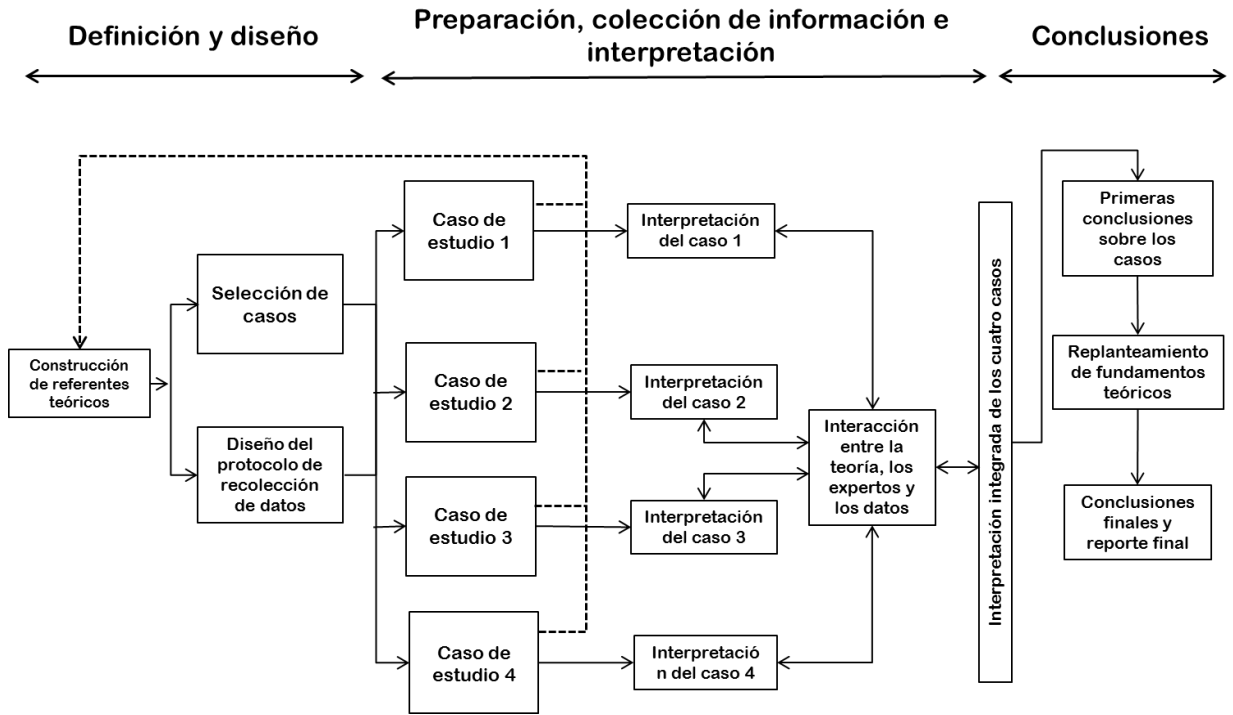 Definición y diseño
Preparación, colección de información e
interpretación
Conclusiones
Construcción
de referentes
teóricos
Selección de
casos
Diseño del
protocolo de
recolección
de datos
Caso de
estudio 1
Caso de
estudio 2
Caso de
estudio 3
Caso de
estudio 4
Interpretación
del caso 1
Interpretación
del caso 2
Interpretación
del caso 3
Interpretació
n del caso 4
Interacción
entre la
teoría, los
expertos y
los datos
Interpretación integrada de los cuatro casos
Primeras
conclusiones
sobre los
casos
Replanteamiento
de fundamentos
teóricos
Conclusiones
finales y
reporte final